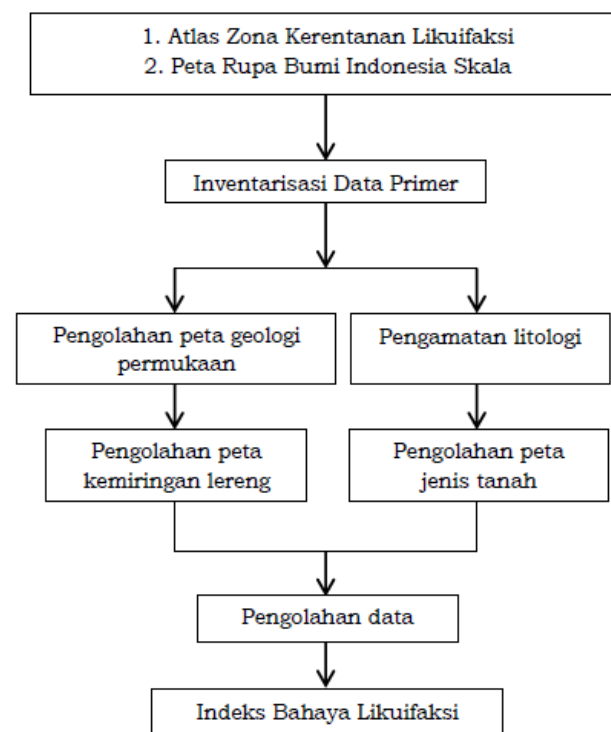 1. Atlas Zona Kerentanan Likuifaksi
2. Peta Rupa Bumi Indonesia Skala
Inventarisasi Data Primer
Pengolahan peta geologi
permukaan
Pengamatan litologi
Pengolahan peta
kemiringan lereng
Pengolahan peta
jenis tanah
Pengolahan data
Indeks Bahaya Likuifaksi